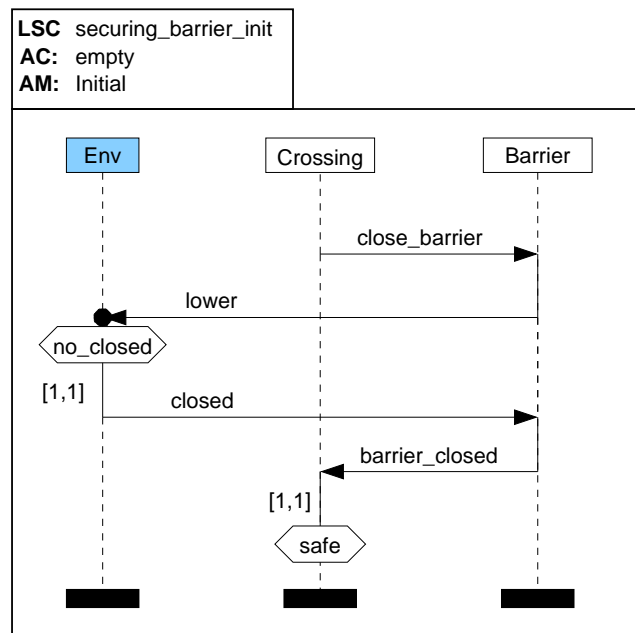 LSC securing_barrier_init
AC: empty
AM: Initial
Env Crossing Barrier
close_barrier
lower
no_closed
[1,1]
closed
barrier_closed
[1,1]
safe